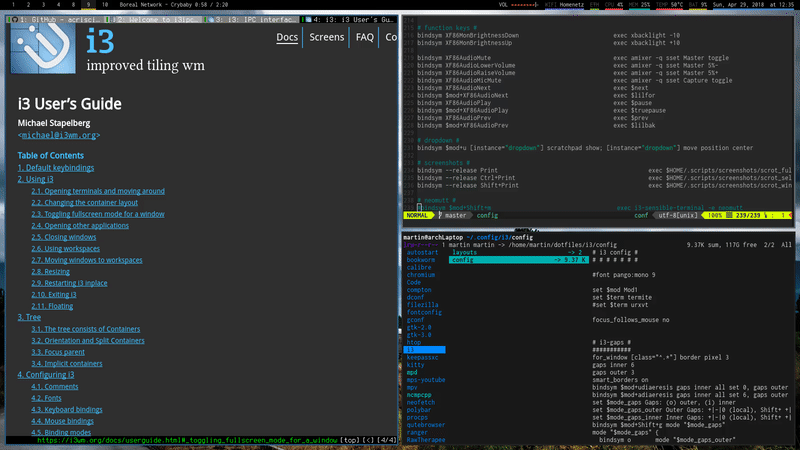 1 2 3 4 5 6 7 8 9 10 Boreal Network - Crybaby 0:58 / 2:20
VOL WIFI Homenetz ETH CPU 4% MEM 25% TEMP 50°C BAT 9% Sun, Apr 29, 2018 at 12:35
1: GitHub - acrisci... 2: Welcome to i3ipc... 3: i3: IPC interfac... 4: i3: i3 User's Gu...
i3
improved tiling wm
Docs Screens FAQ Co
i3 User's Guide
Michael Stapelberg
<michael@i3wm.org>
Table of Contents
1. Default keybindings
2. Using i3
2.1. Opening terminals and moving around
2.2. Changing the container layout
2.3. Toggling fullscreen mode for a window
2.4. Opening other applications
2.5. Closing windows
2.6. Using workspaces
2.7. Moving windows to workspaces
2.8. Resizing
2.9. Restarting i3 inplace
2.10. Exiting i3
2.11. Floating
3. Tree
3.1. The tree consists of Containers
3.2. Orientation and Split Containers
3.3. Focus parent
3.4. Implicit containers
4. Configuring i3
4.1. Comments
4.2. Fonts
4.3. Keyboard bindings
4.4. Mouse bindings
4.5. Binding modes
https://i3wm.org/docs/userguide.html#_toggling_fullscreen_mode_for_a_window [top] [<] [4/4]
# function keys #
bindsym XF86MonBrightnessDown exec xbacklight -10
bindsym XF86MonBrightnessUp exec xbacklight +10
bindsym XF86AudioMute exec amixer -q sset Master toggle
bindsym XF86AudioLowerVolume exec amixer -q sset Master 5%-
bindsym XF86AudioRaiseVolume exec amixer -q sset Master 5%+
bindsym XF86AudioMicMute exec amixer -q sset Capture toggle
bindsym XF86AudioNext exec $next
bindsym $mod+XF86AudioNext exec $lilfor
bindsym XF86AudioPlay exec $pause
bindsym $mod+XF86AudioPlay exec $truepause
bindsym XF86AudioPrev exec $prev
bindsym $mod+XF86AudioPrev exec $lilbak
# dropdown #
bindsym $mod+u [instance="dropdown"] scratchpad show; [instance="dropdown"] move position center
# screenshots #
bindsym --release Print exec $HOME/.scripts/screenshots/scrot_ful
bindsym --release Ctrl+Print exec $HOME/.scripts/screenshots/scrot_sel
bindsym --release Shift+Print exec $HOME/.scripts/screenshots/scrot_win
# neomutt #
bindsym $mod+Shift+m exec i3-sensible-terminal -e neomutt
NORMAL master config conf utf-8[unix] 100% 239/239 : 1
martin@archLaptop ~/.config/i3/config
1 martin martin -> /home/martin/dotfiles/i3/config 9.37K sum, 117G free 2/2 All
autostart layouts -> 2 # i3 config #
bookworm config -> 9.37 K # # # # # # #
calibre
chromium #font pango:mono 9
Code
compton set $mod Mod1
dconf set $term termite
filezilla #set $term urxvt
fontconfig
gconf focus_follows_mouse no
gtk-2.0
gtk-3.0
htop # i3-gaps #
i3 ###########
keepassxc for_window [class="^.*"] border pixel 3
kitty gaps inner 6
mpd gaps outer 3
mps-youtube smart_borders on
mpv bindsym $mod+udiaeresis gaps inner all set 0, gaps outer
ncmpcpp bindsym $mod+adiaeresis gaps inner all set 6, gaps outer
neofetch set $mode_gaps Gaps: (o) outer, (i) inner
polybar set $mode_gaps_outer Outer Gaps: +|-|0 (local), Shift+ +|
procps set $mode_gaps_inner Inner Gaps: +|-|0 (local), Shift+ +|
qutebrowser bindsym $mod+Shift+g mode "$mode_gaps"
ranger mode "$mode_gaps" {
RawTherapee bindsym o mode "$mode_gaps_outer"